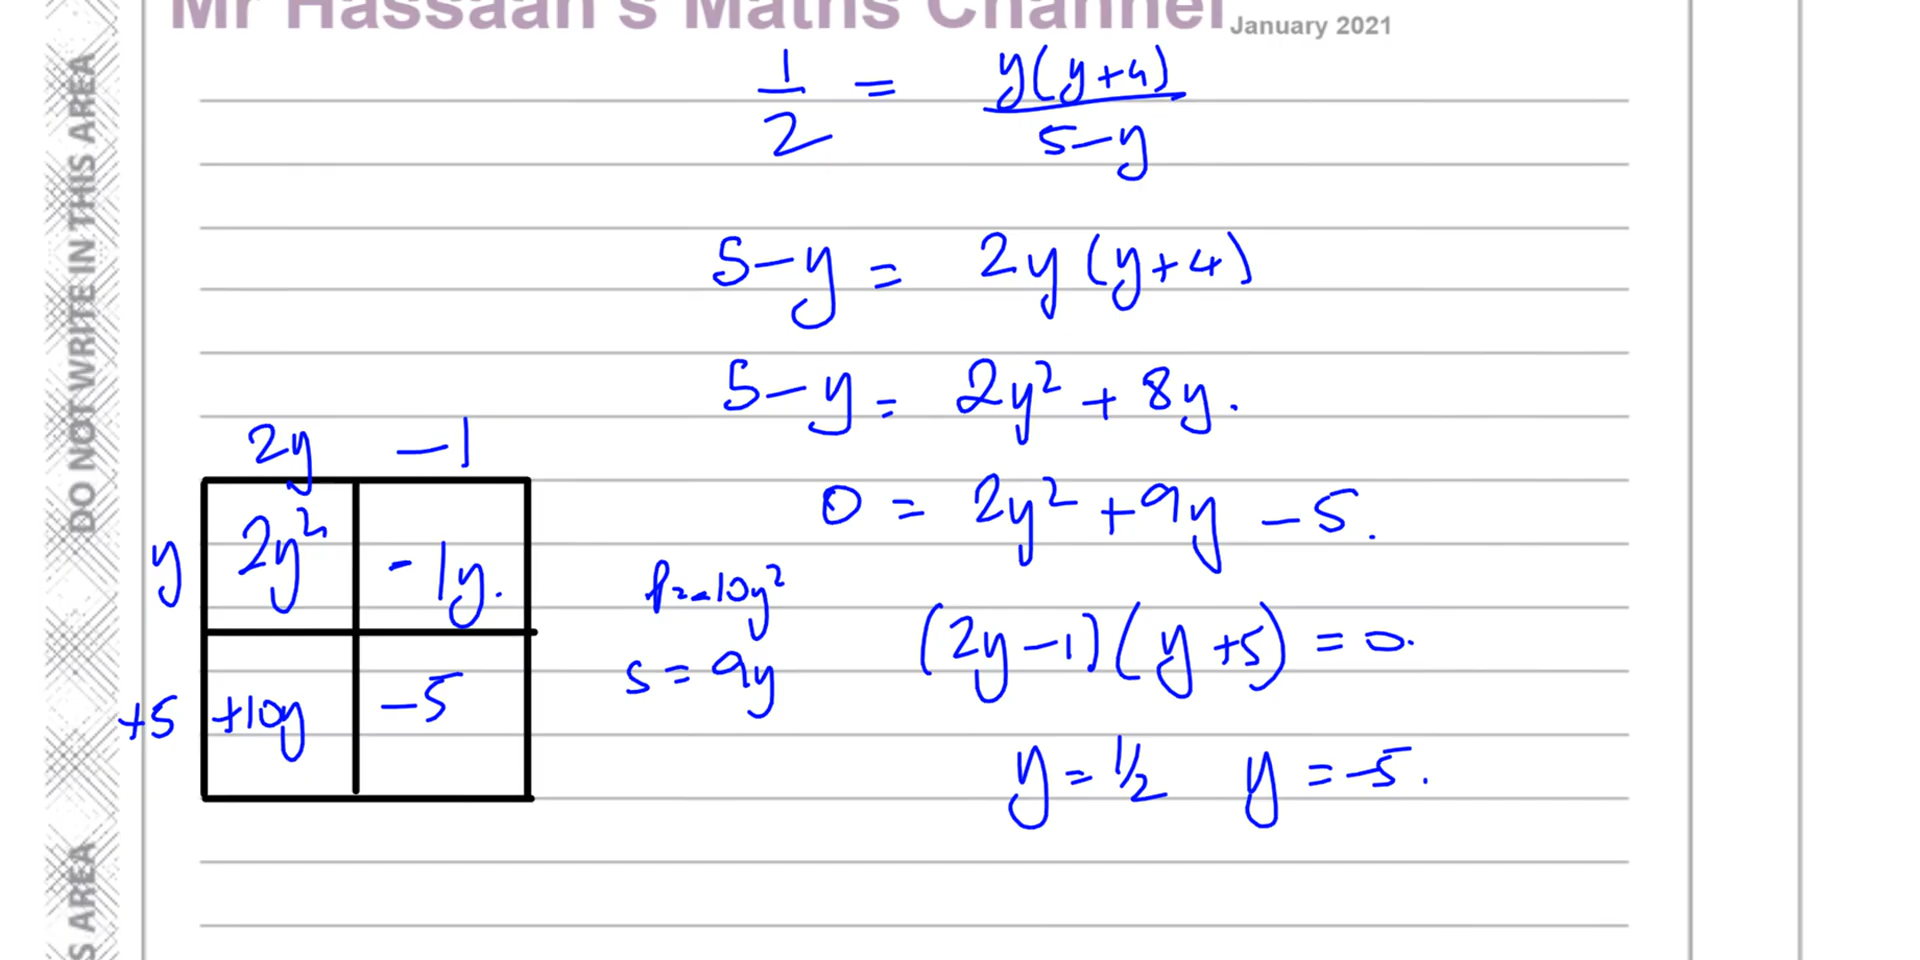 Mr Hassaan's Maths Channel
January 2021
1/2 = y(y+4)/5-y
5-y = 2y(y+4)
5-y = 2y² + 8y.
0 = 2y² + 9y - 5.
p = -10y²
s = 9y
(2y-1)(y+5) = 0.
y = 1/2 y = -5.
2y -1
y 2y² -1y.
+5 +10y -5
DO NOT WRITE IN THIS AREA
S AREA